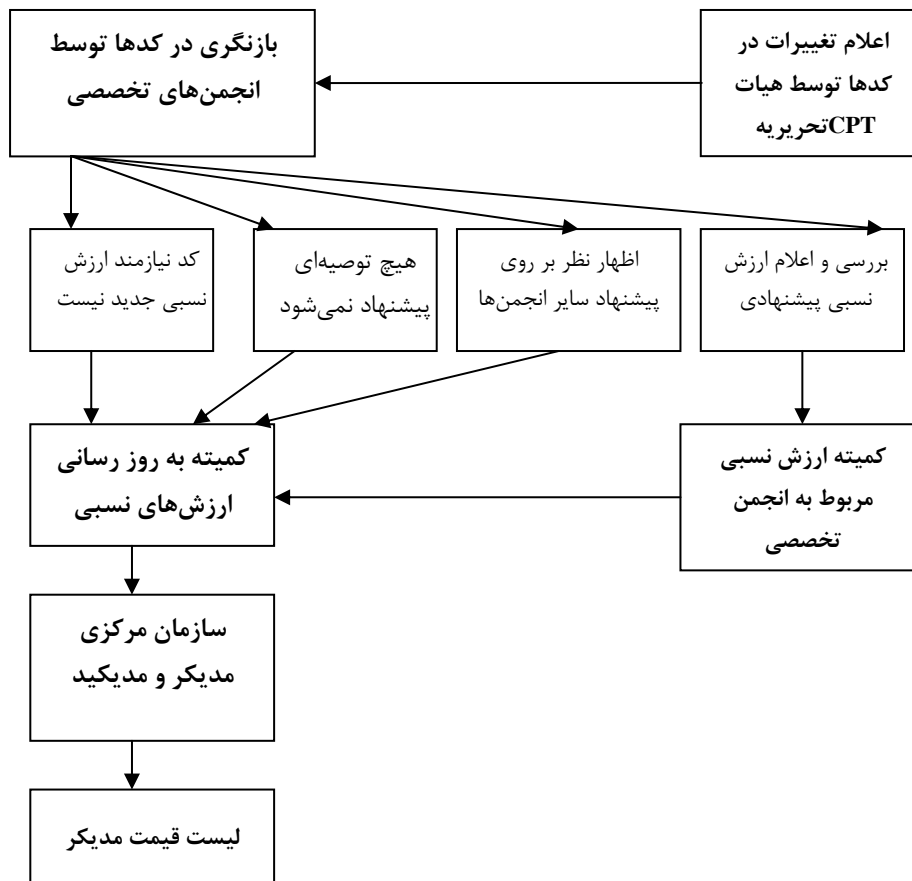 اعلام تغییرات در
کدها توسط هیات
تحریریهCPT
بازنگری در کدها توسط
انجمن‌های تخصصی
بررسی و اعلام ارزش
نسبی پیشنهادی
اظهار نظر بر روی
پیشنهاد سایر انجمن‌ها
هیچ توصیه‌ای
پیشنهاد نمی‌شود
کد نیازمند ارزش
نسبی جدید نیست
کمیته ارزش نسبی
مربوط به انجمن
تخصصی
کمیته به روز رسانی
ارزش‌های نسبی
سازمان مرکزی
مدیکر و مدیکید
لیست قیمت مدیکر